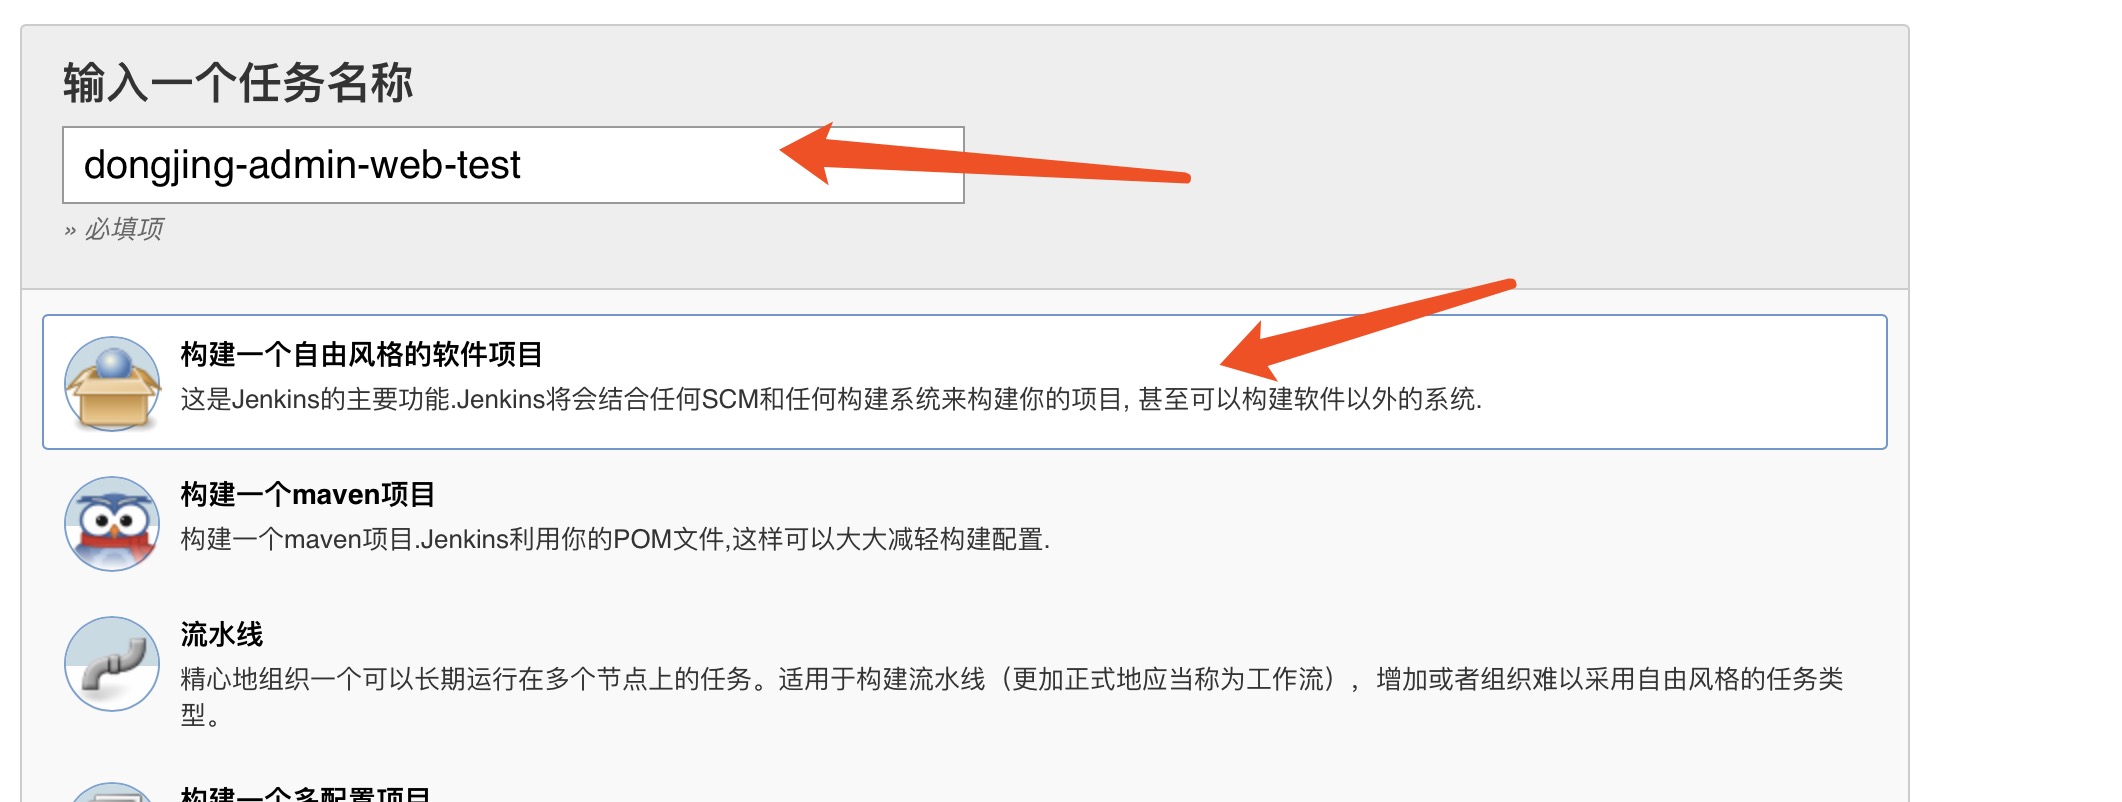 输入一个任务名称
dongjing-admin-web-test
» 必填项
构建一个自由风格的软件项目
这是Jenkins的主要功能.Jenkins将会结合任何SCM和任何构建系统来构建你的项目, 甚至可以构建软件以外的系统.
构建一个maven项目
构建一个maven项目.Jenkins利用你的POM文件,这样可以大大减轻构建配置.
流水线
精心地组织一个可以长期运行在多个节点上的任务。适用于构建流水线（更加正式地应当称为工作流），增加或者组织难以采用自由风格的任务类
型。
构建一个多配置项目